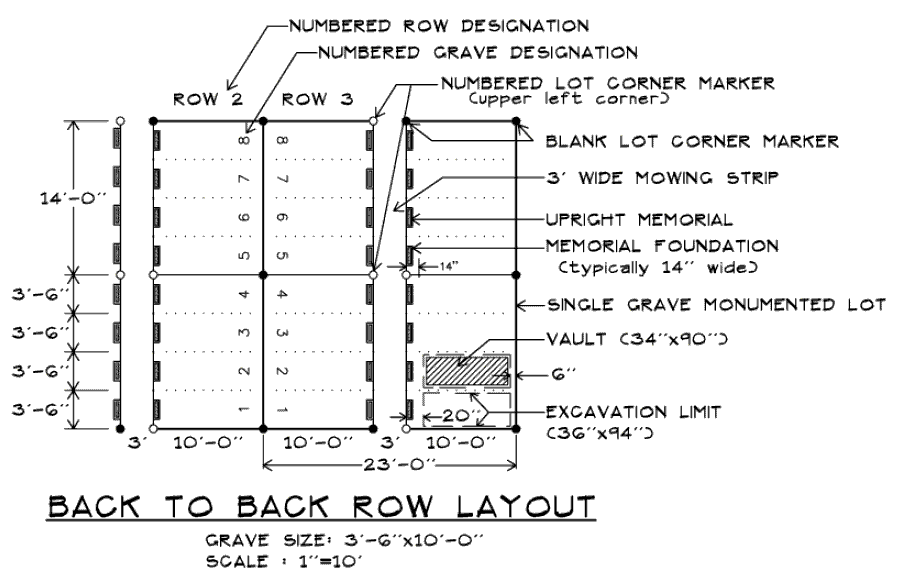 NUMBERED ROW DESIGNATION
NUMBERED GRAVE DESIGNATION
ROW 2 ROW 3
NUMBERED LOT CORNER MARKER
(upper left corner)
BLANK LOT CORNER MARKER
3' WIDE MOWING STRIP
UPRIGHT MEMORIAL
MEMORIAL FOUNDATION
(typically 14" wide)
14"
SINGLE GRAVE MONUMENTED LOT
VAULT (34"x90")
6"
EXCAVATION LIMIT
(36"x94")
20"
14'-0"
3'-6"
3'-6"
3'-6"
3'-6"
8 8
7 7
6 6
5 5
4 4
3 3
2 2
1 1
3' 10'-0" 10'-0" 3' 10'-0"
23'-0"
BACK TO BACK ROW LAYOUT
GRAVE SIZE: 3'-6"x10'-0"
SCALE : 1"=10'